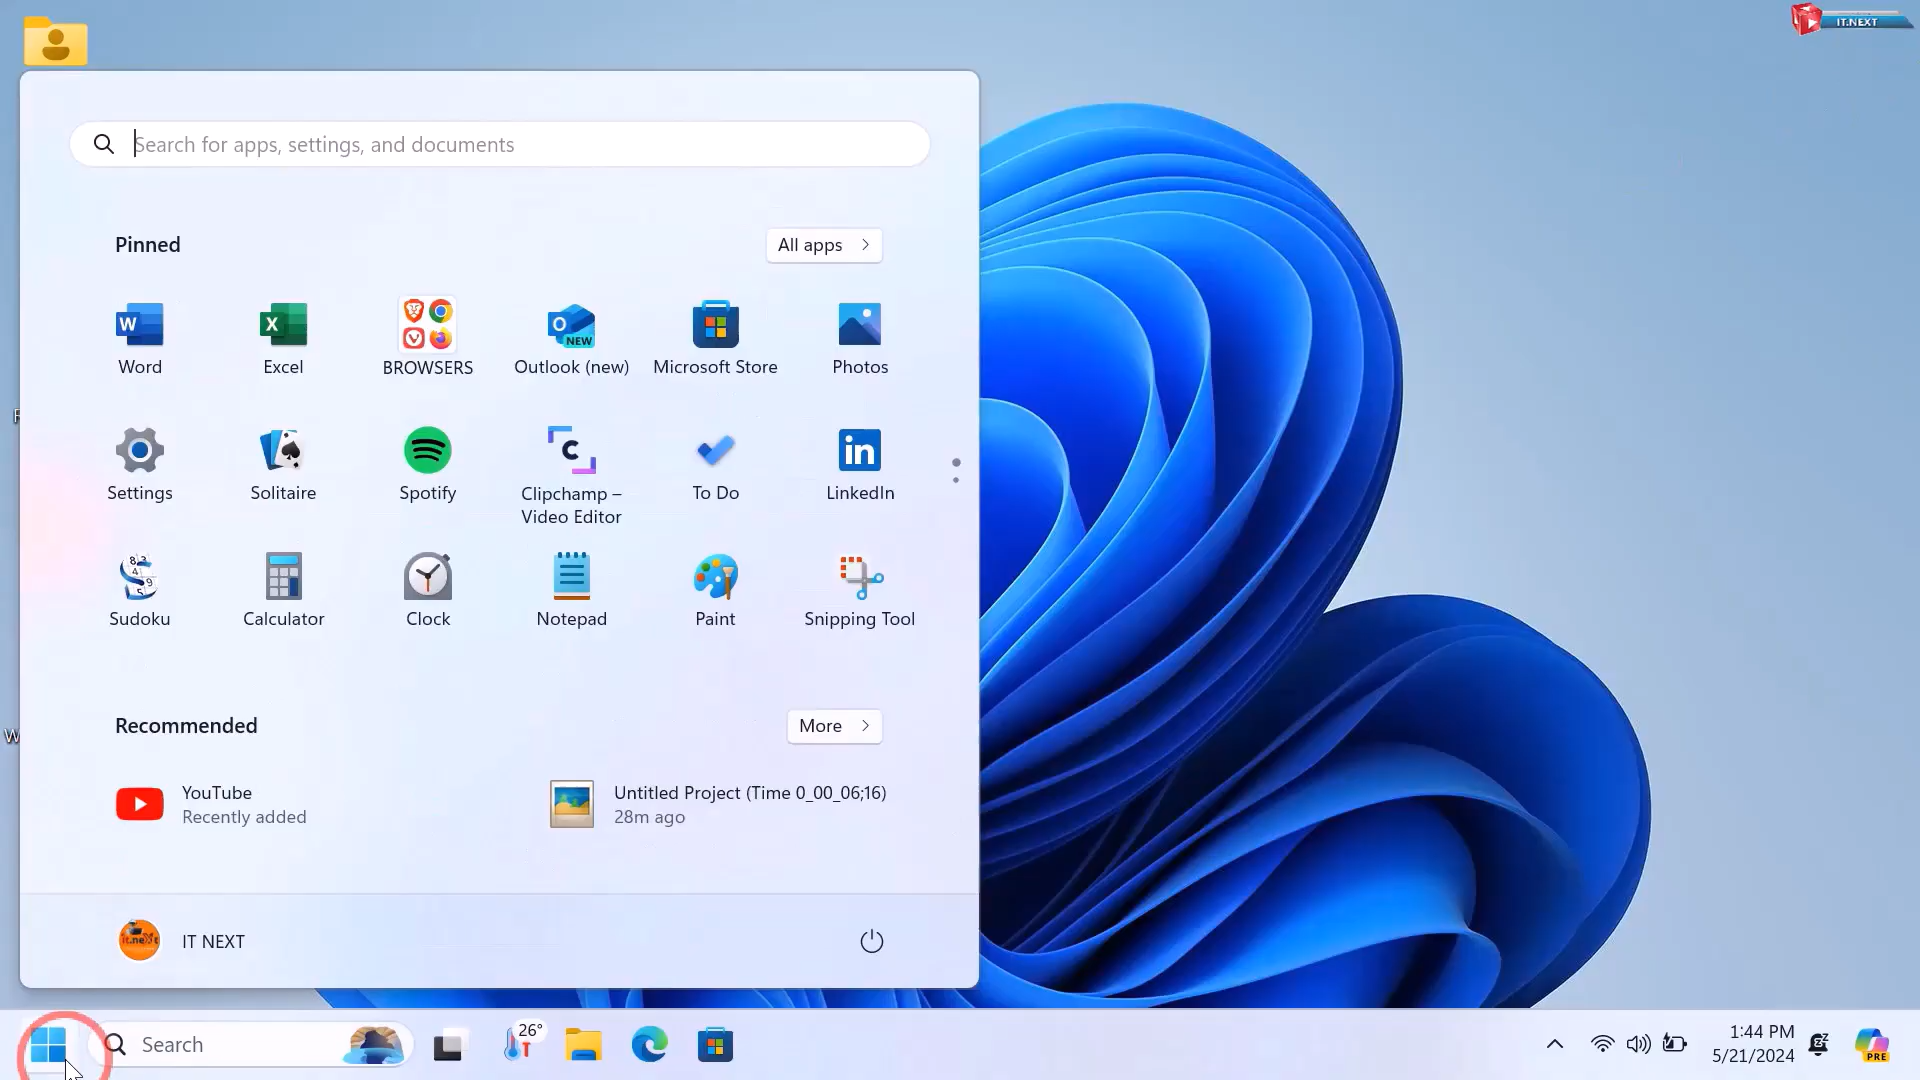 IT.NEXT
Search for apps, settings, and documents
Pinned
All apps
Word
Excel
BROWSERS
Outlook (new)
Microsoft Store
Photos
Settings
Solitaire
Spotify
Clipchamp –
Video Editor
To Do
LinkedIn
Sudoku
Calculator
Clock
Notepad
Paint
Snipping Tool
Recommended
More
YouTube
Recently added
Untitled Project (Time 0_00_06;16)
28m ago
IT NEXT
Search
26°
1:44 PM
5/21/2024
PRE